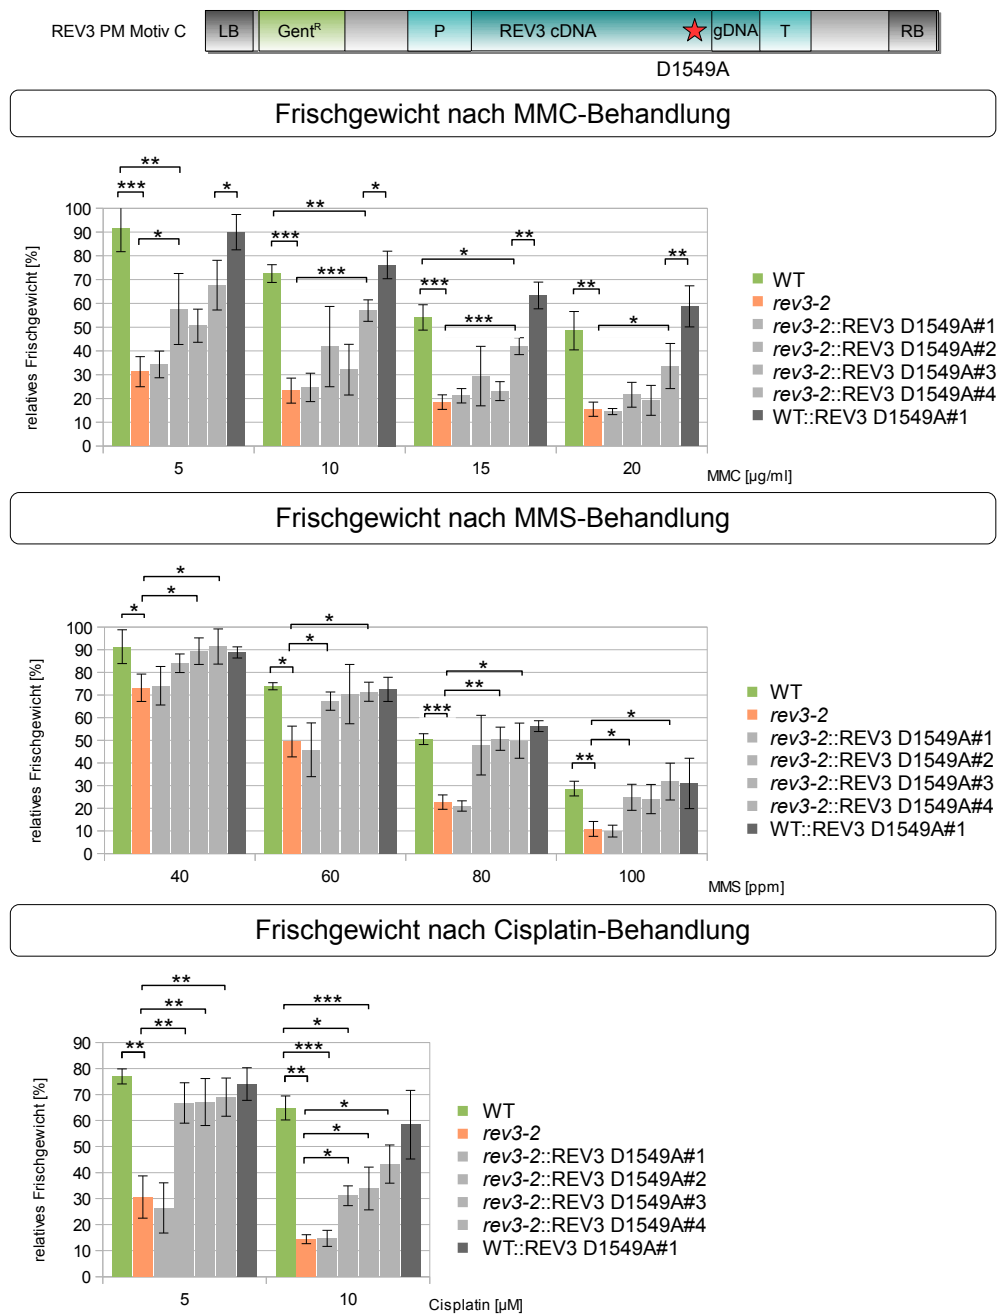 REV3 PM Motiv C LB Gent^R P REV3 cDNA gDNA T RB
D1549A
Frischgewicht nach MMC-Behandlung
** *** * * ** *** *** * * *** *** ** ** * **
relatives Frischgewicht [%]
100
90
80
70
60
50
40
30
20
10
0
5 10 15 20 MMC [µg/ml]
WT
rev3-2
rev3-2::REV3 D1549A#1
rev3-2::REV3 D1549A#2
rev3-2::REV3 D1549A#3
rev3-2::REV3 D1549A#4
WT::REV3 D1549A#1
Frischgewicht nach MMS-Behandlung
* * * * * * * ** *** * * **
relatives Frischgewicht [%]
100
90
80
70
60
50
40
30
20
10
0
40 60 80 100 MMS [ppm]
WT
rev3-2
rev3-2::REV3 D1549A#1
rev3-2::REV3 D1549A#2
rev3-2::REV3 D1549A#3
rev3-2::REV3 D1549A#4
WT::REV3 D1549A#1
Frischgewicht nach Cisplatin-Behandlung
** ** ** ** *** * *** ** * * *
relatives Frischgewicht [%]
90
80
70
60
50
40
30
20
10
0
5 10 Cisplatin [µM]
WT
rev3-2
rev3-2::REV3 D1549A#1
rev3-2::REV3 D1549A#2
rev3-2::REV3 D1549A#3
rev3-2::REV3 D1549A#4
WT::REV3 D1549A#1